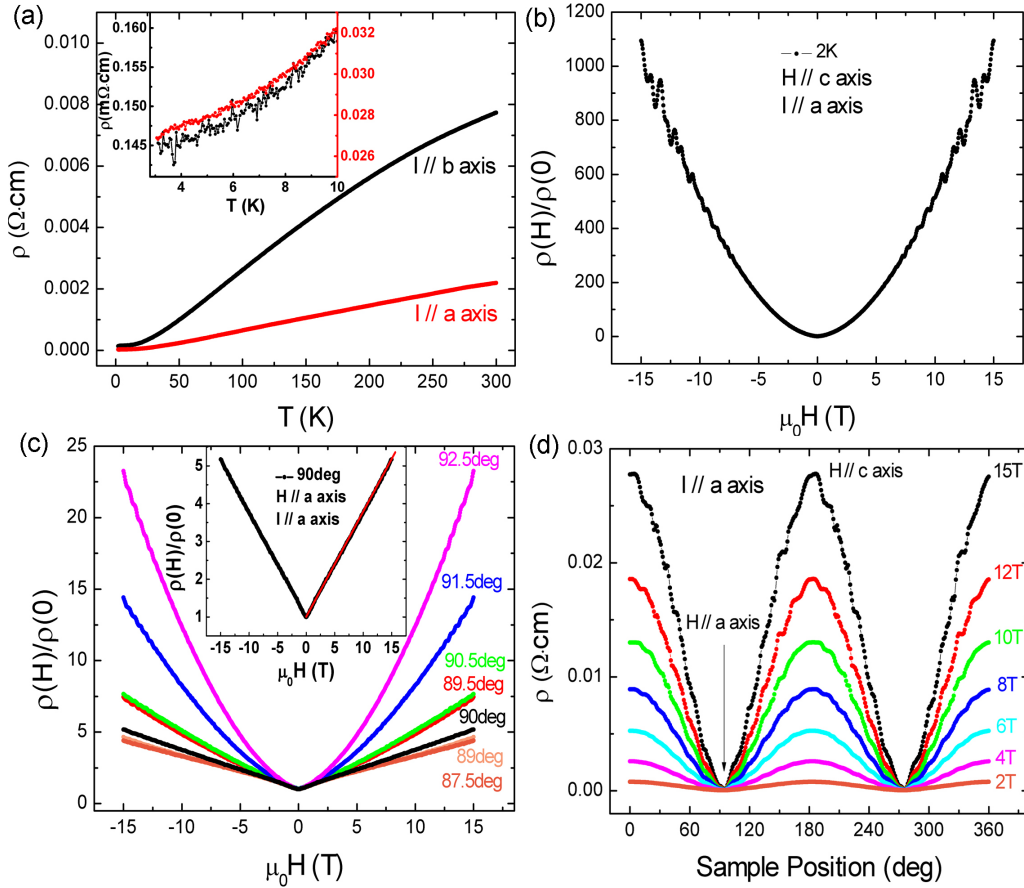 (a)
0.010
0.008
0.006
0.004
0.002
0.000
ρ (Ω·cm)
0.160
0.155
0.150
0.145
ρ(mΩcm)
0.032
0.030
0.028
0.026
4 6 8 10
T (K)
I // b axis
I // a axis
0 50 100 150 200 250 300
T (K)
(b)
1200
1000
800
600
400
200
0
ρ(H)/ρ(0)
2K
H // c axis
I // a axis
-15 -10 -5 0 5 10 15
μ0H (T)
(c)
25
20
15
10
5
0
ρ(H)/ρ(0)
5
4
3
2
1
ρ(H)/ρ(0)
90deg
H // a axis
I // a axis
-15 -10 -5 0 5 10 15
μ0H (T)
92.5deg
91.5deg
90.5deg
89.5deg
90deg
89deg
87.5deg
-15 -10 -5 0 5 10 15
μ0H (T)
(d)
0.03
0.02
0.01
0.00
ρ (Ω·cm)
I // a axis
H // c axis
H // a axis
15T
12T
10T
8T
6T
4T
2T
0 60 120 180 240 300 360
Sample Position (deg)